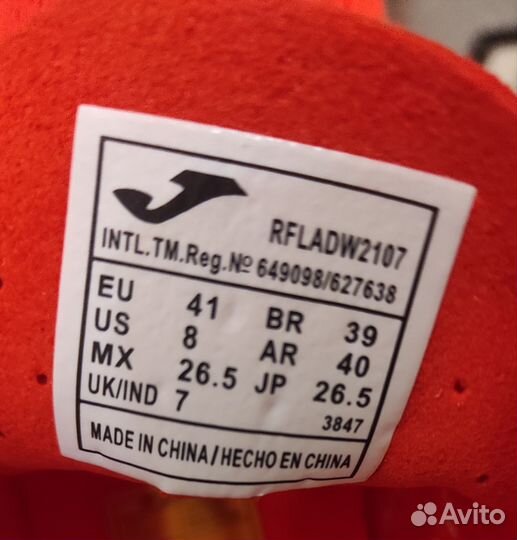 RFLADW2107
INTL.TM.Reg.Nº 649098/627638
EU 41 BR 39
US 8 AR 40
MX 26.5 JP 26.5
UK/IND 7
3847
MADE IN CHINA/HECHO EN CHINA
Avito